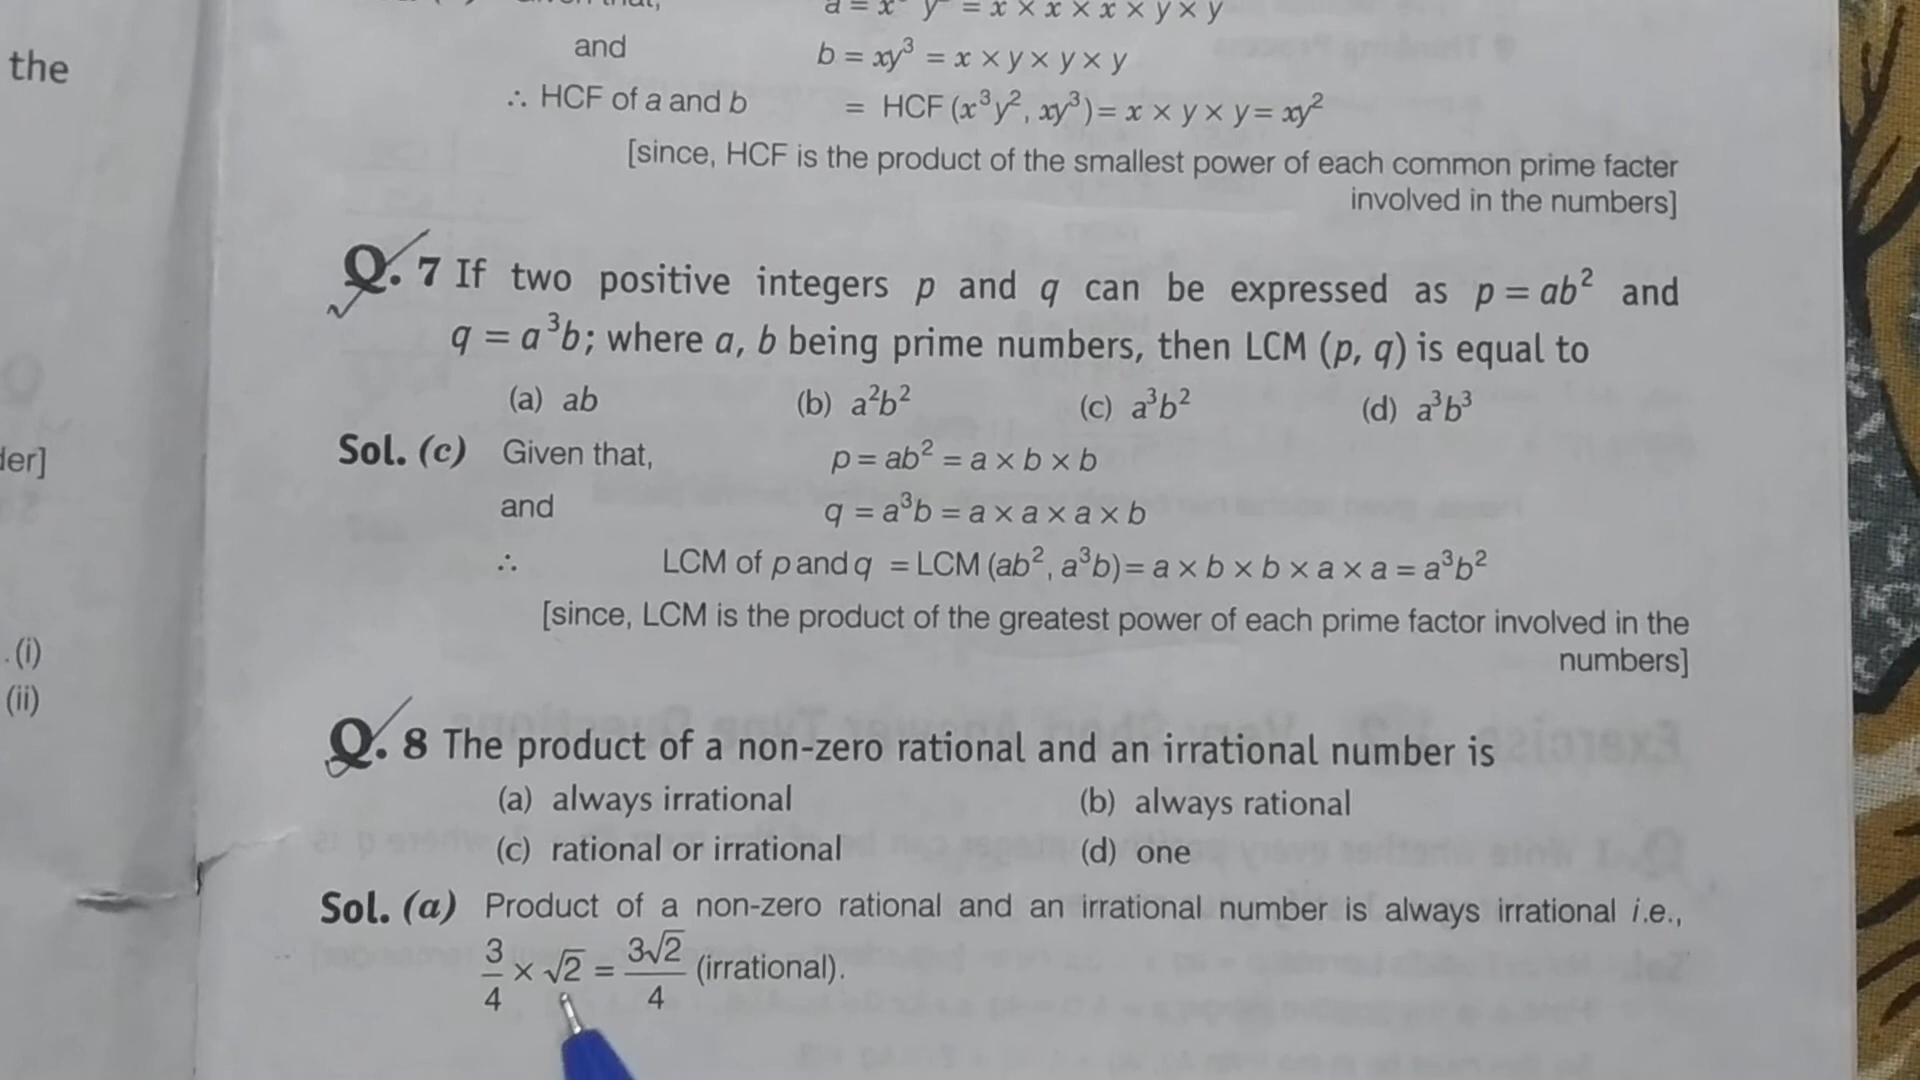 the
a = x y = x × x × x × y × y
and b = xy³ = x × y × y × y
∴ HCF of a and b = HCF (x³y², xy³) = x × y × y = xy²
[since, HCF is the product of the smallest power of each common prime facter
involved in the numbers]
Q. 7 If two positive integers p and q can be expressed as p = ab² and
q = a³b; where a, b being prime numbers, then LCM (p, q) is equal to
(a) ab (b) a²b² (c) a³b² (d) a³b³
der]
Sol. (c) Given that, p = ab² = a × b × b
and q = a³b = a × a × a × b
∴ LCM of p and q = LCM (ab², a³b) = a × b × b × a × a = a³b²
[since, LCM is the product of the greatest power of each prime factor involved in the
numbers]
.(i)
(ii)
Q. 8 The product of a non-zero rational and an irrational number is
(a) always irrational (b) always rational
(c) rational or irrational (d) one
Sol. (a) Product of a non-zero rational and an irrational number is always irrational i.e.,
3/4 × √2 = 3√2/4 (irrational).